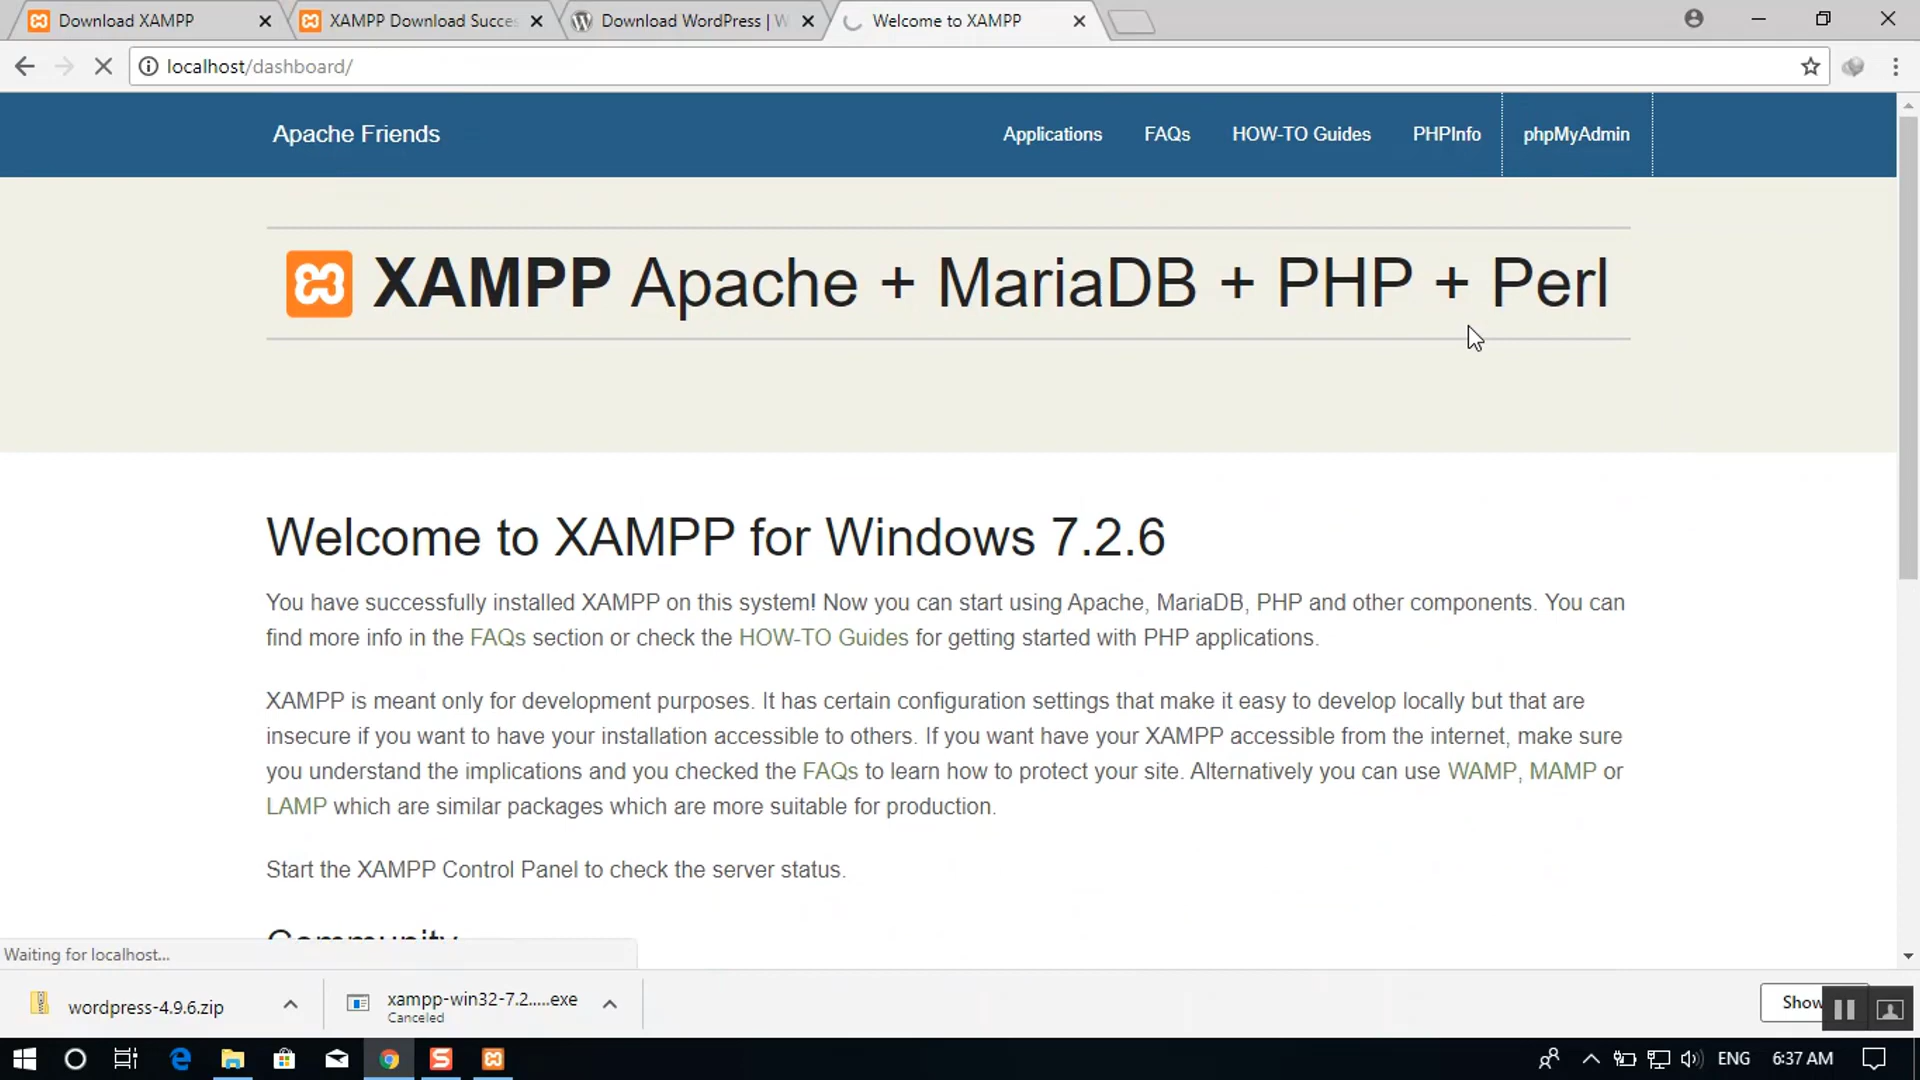 Download XAMPP
XAMPP Download Succes
Download WordPress | W
Welcome to XAMPP
localhost/dashboard/
Apache Friends
Applications
FAQs
HOW-TO Guides
PHPInfo
phpMyAdmin
XAMPP Apache + MariaDB + PHP + Perl
Welcome to XAMPP for Windows 7.2.6
You have successfully installed XAMPP on this system! Now you can start using Apache, MariaDB, PHP and other components. You can
find more info in the FAQs section or check the HOW-TO Guides for getting started with PHP applications.
XAMPP is meant only for development purposes. It has certain configuration settings that make it easy to develop locally but that are
insecure if you want to have your installation accessible to others. If you want have your XAMPP accessible from the internet, make sure
you understand the implications and you checked the FAQs to learn how to protect your site. Alternatively you can use WAMP, MAMP or
LAMP which are similar packages which are more suitable for production.
Start the XAMPP Control Panel to check the server status.
Community
Waiting for localhost...
wordpress-4.9.6.zip
xampp-win32-7.2.....exe
Canceled
Show
ENG
6:37 AM